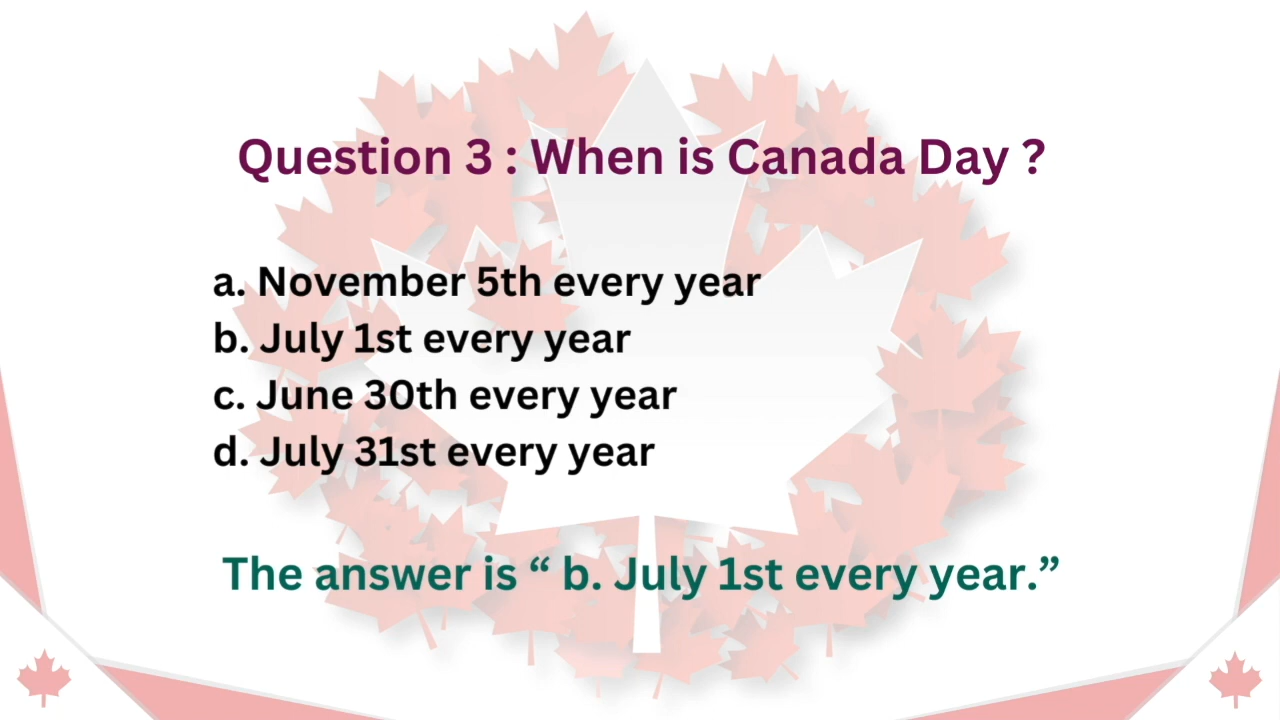 Question 3 : When is Canada Day ?
a. November 5th every year
b. July 1st every year
c. June 30th every year
d. July 31st every year
The answer is “ b. July 1st every year.”